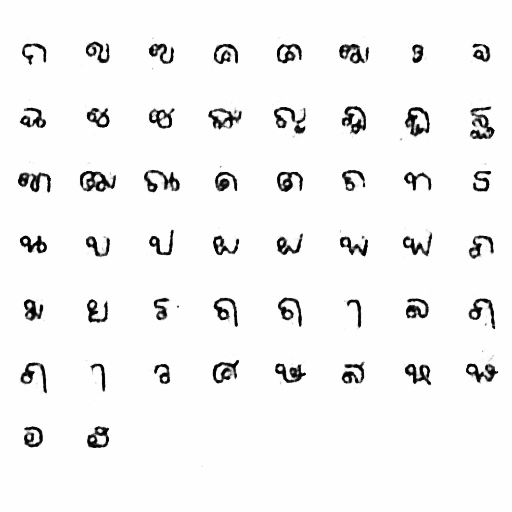 ก ข ฃ ค ฅ ฆ ง จ
ฉ ช ซ ฌ ญ ฎ ฏ ฐ
ฑ ฒ ณ ด ต ถ ท ธ
น บ ป ผ ฝ พ ฟ ภ
ม ย ร ฤ ฤ ๅ ล ฦ
ฦ ๅ ว ศ ษ ส ห ฬ
อ ฮ